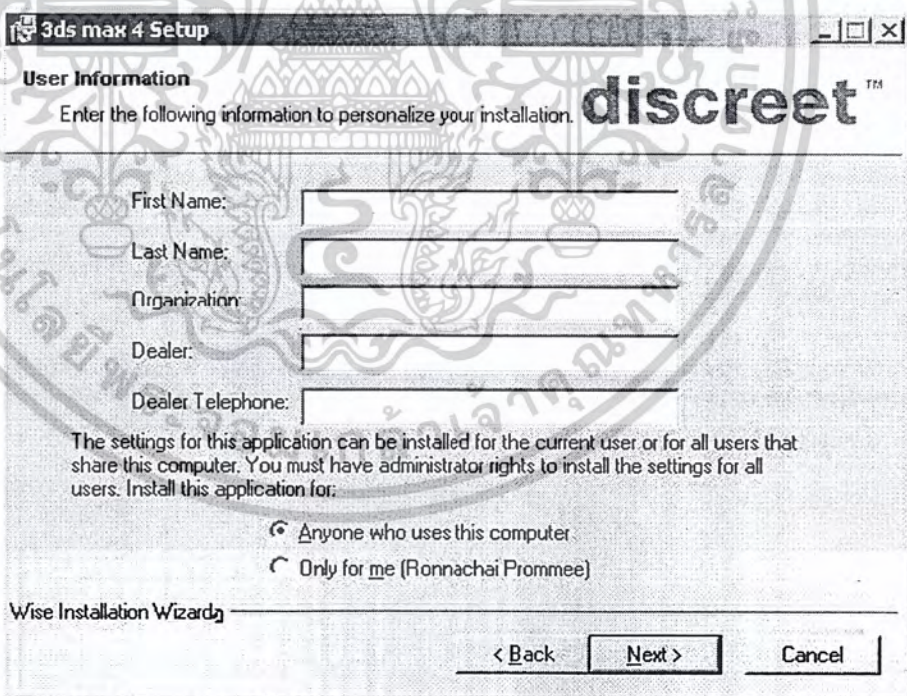 3ds max 4 Setup
User Information
Enter the following information to personalize your installation.
discreet™
First Name:
Last Name:
Organization:
Dealer:
Dealer Telephone:
The settings for this application can be installed for the current user or for all users that
share this computer. You must have administrator rights to install the settings for all
users. Install this application for:
Anyone who uses this computer
Only for me (Ronnachai Prommee)
Wise Installation Wizard
< Back
Next >
Cancel